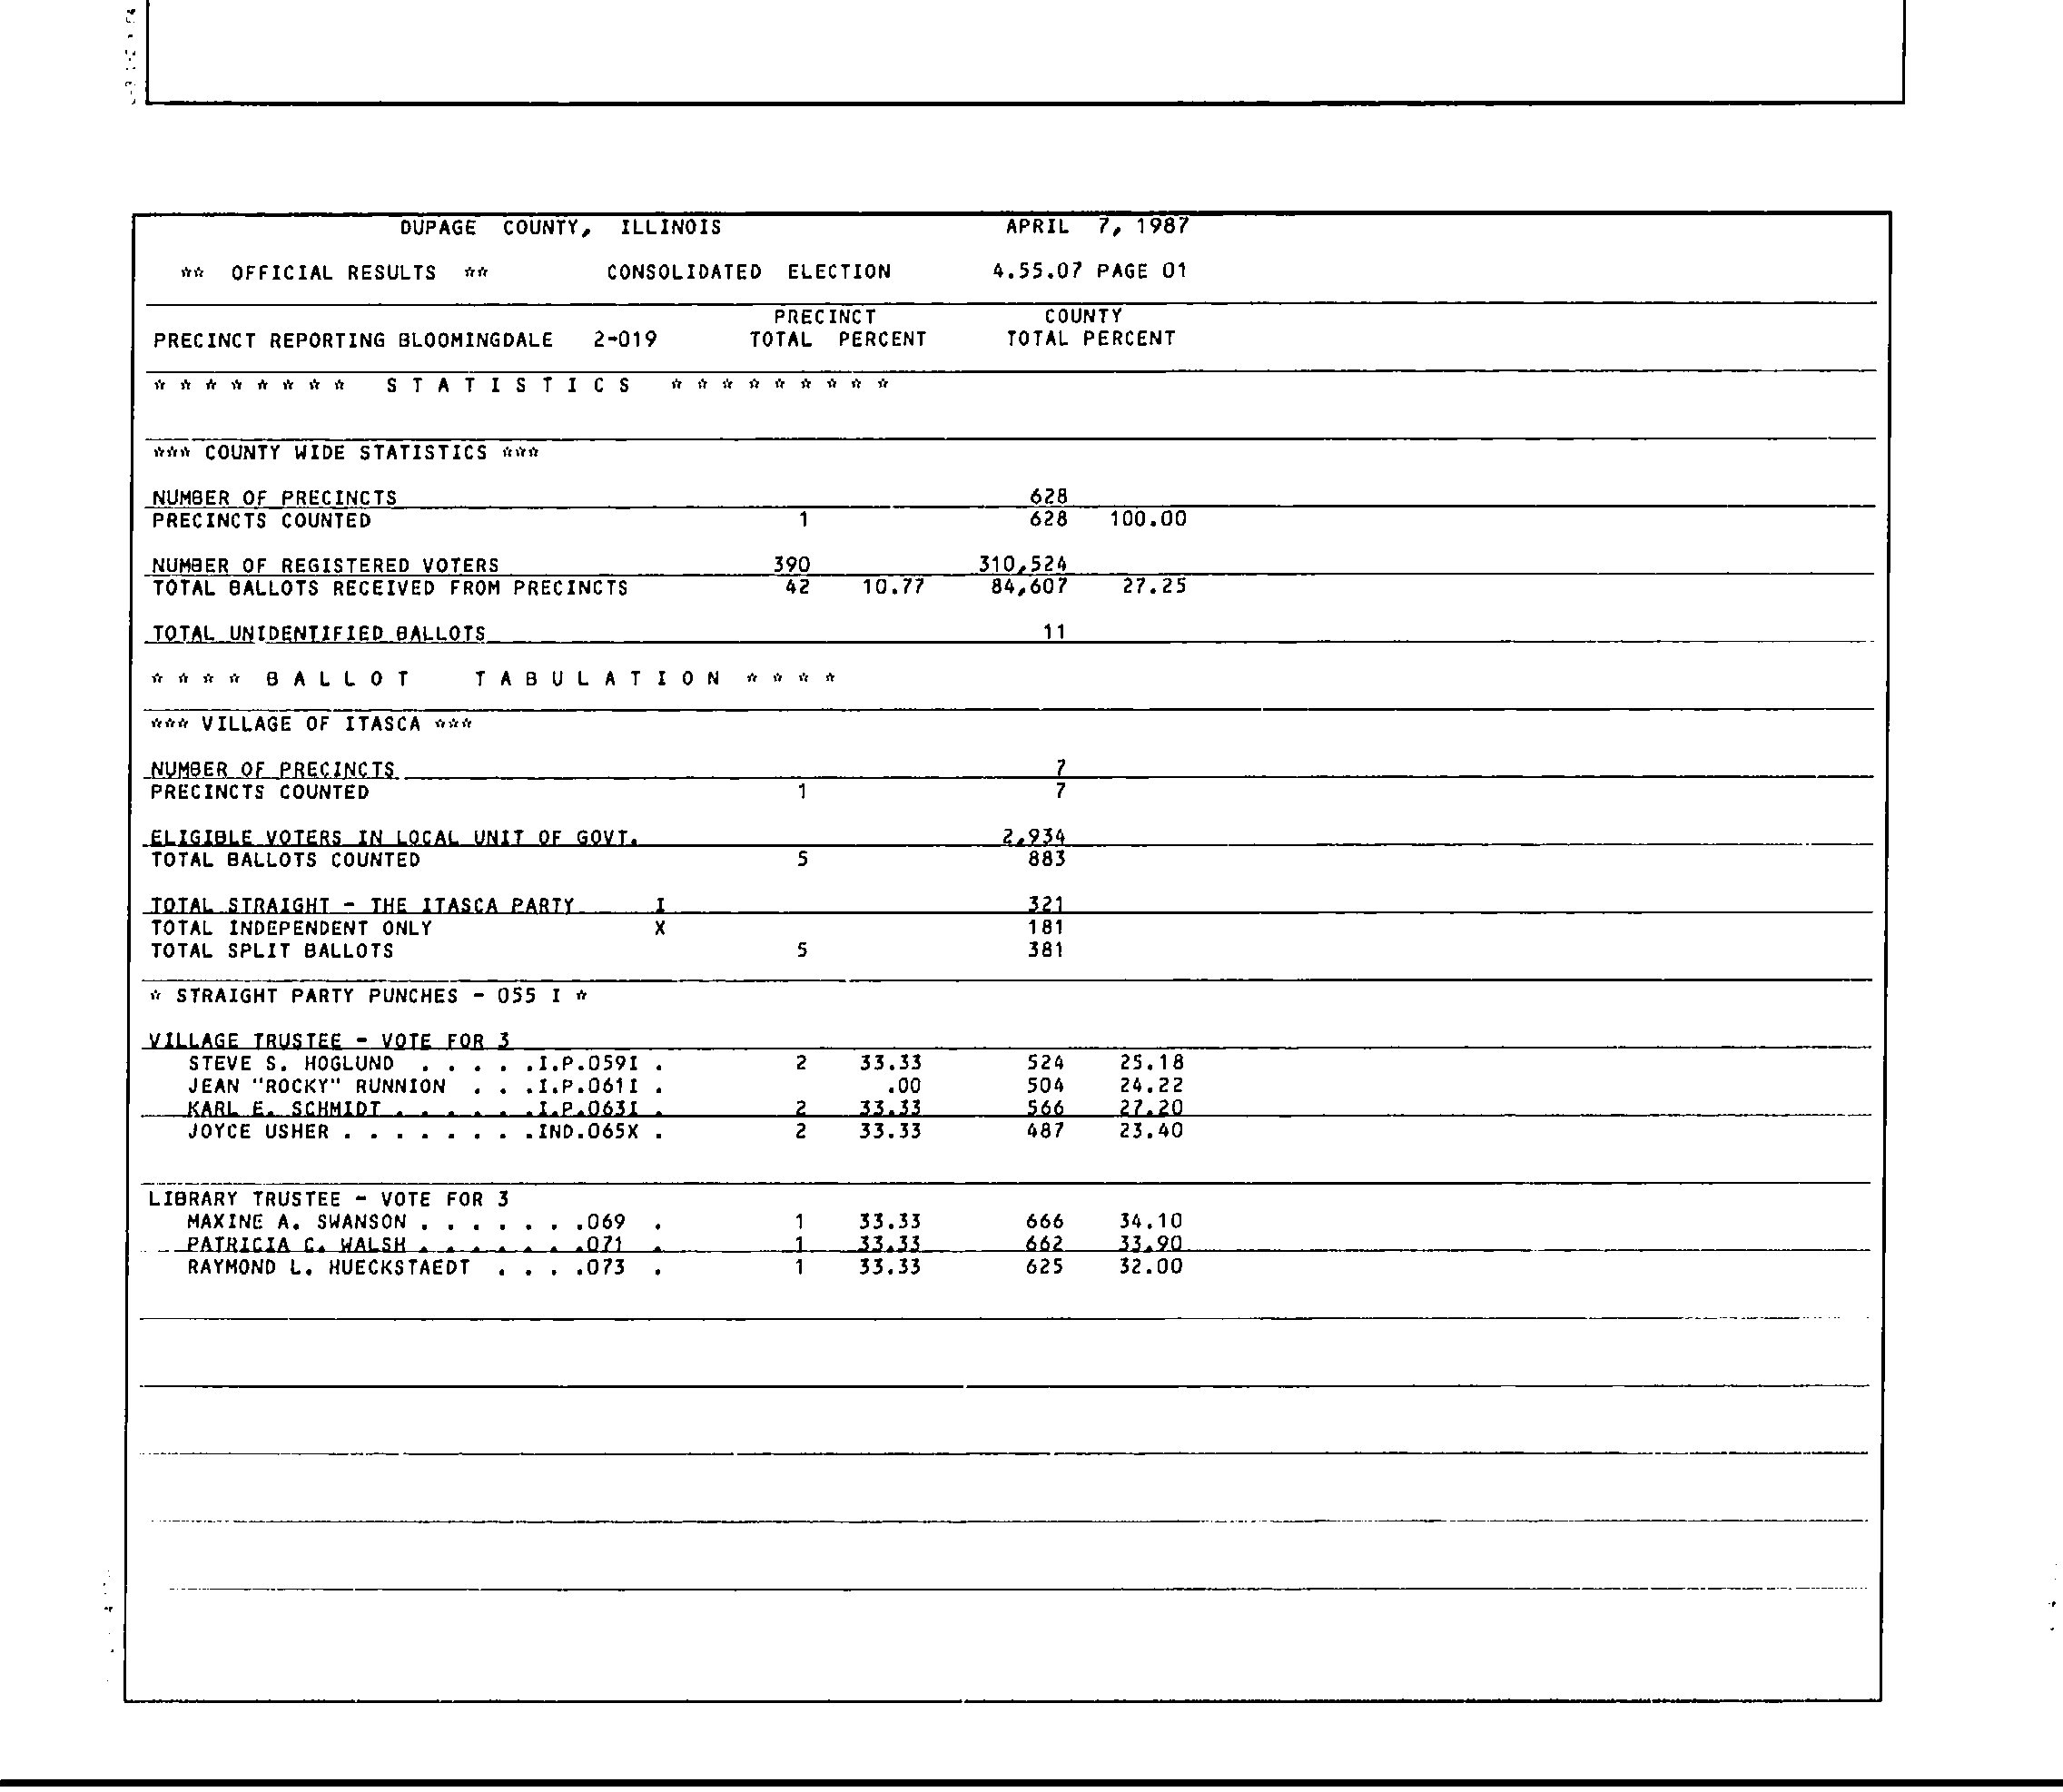 DUPAGE COUNTY, ILLINOIS APRIL 7, 1987
** OFFICIAL RESULTS ** CONSOLIDATED ELECTION 4.55.07 PAGE 01
PRECINCT COUNTY
PRECINCT REPORTING BLOOMINGDALE 2-019 TOTAL PERCENT TOTAL PERCENT
* * * * * * * * S T A T I S T I C S * * * * * * * * *
*** COUNTY WIDE STATISTICS ***
NUMBER OF PRECINCTS 628
PRECINCTS COUNTED 1 628 100.00
NUMBER OF REGISTERED VOTERS 390 310,524
TOTAL BALLOTS RECEIVED FROM PRECINCTS 42 10.77 84,607 27.25
TOTAL UNIDENTIFIED BALLOTS 11
* * * * B A L L O T T A B U L A T I O N * * * *
*** VILLAGE OF ITASCA ***
NUMBER OF PRECINCTS 7
PRECINCTS COUNTED 1 7
ELIGIBLE VOTERS IN LOCAL UNIT OF GOVT. 2,934
TOTAL BALLOTS COUNTED 5 883
TOTAL STRAIGHT - THE ITASCA PARTY I 321
TOTAL INDEPENDENT ONLY X 181
TOTAL SPLIT BALLOTS 5 381
* STRAIGHT PARTY PUNCHES - 055 I *
VILLAGE TRUSTEE - VOTE FOR 3
STEVE S. HOGLUND . . . . .I.P.059I . 2 33.33 524 25.18
JEAN "ROCKY" RUNNION . . .I.P.061I . .00 504 24.22
KARL E. SCHMIDT . . . . . .I.P.063I . 2 33.33 566 27.20
JOYCE USHER . . . . . . . .IND.065X . 2 33.33 487 23.40
LIBRARY TRUSTEE - VOTE FOR 3
MAXINE A. SWANSON . . . . . . .069 . 1 33.33 666 34.10
PATRICIA C. WALSH . . . . . . .071 . 1 33.33 662 33.90
RAYMOND L. HUECKSTAEDT . . . .073 . 1 33.33 625 32.00